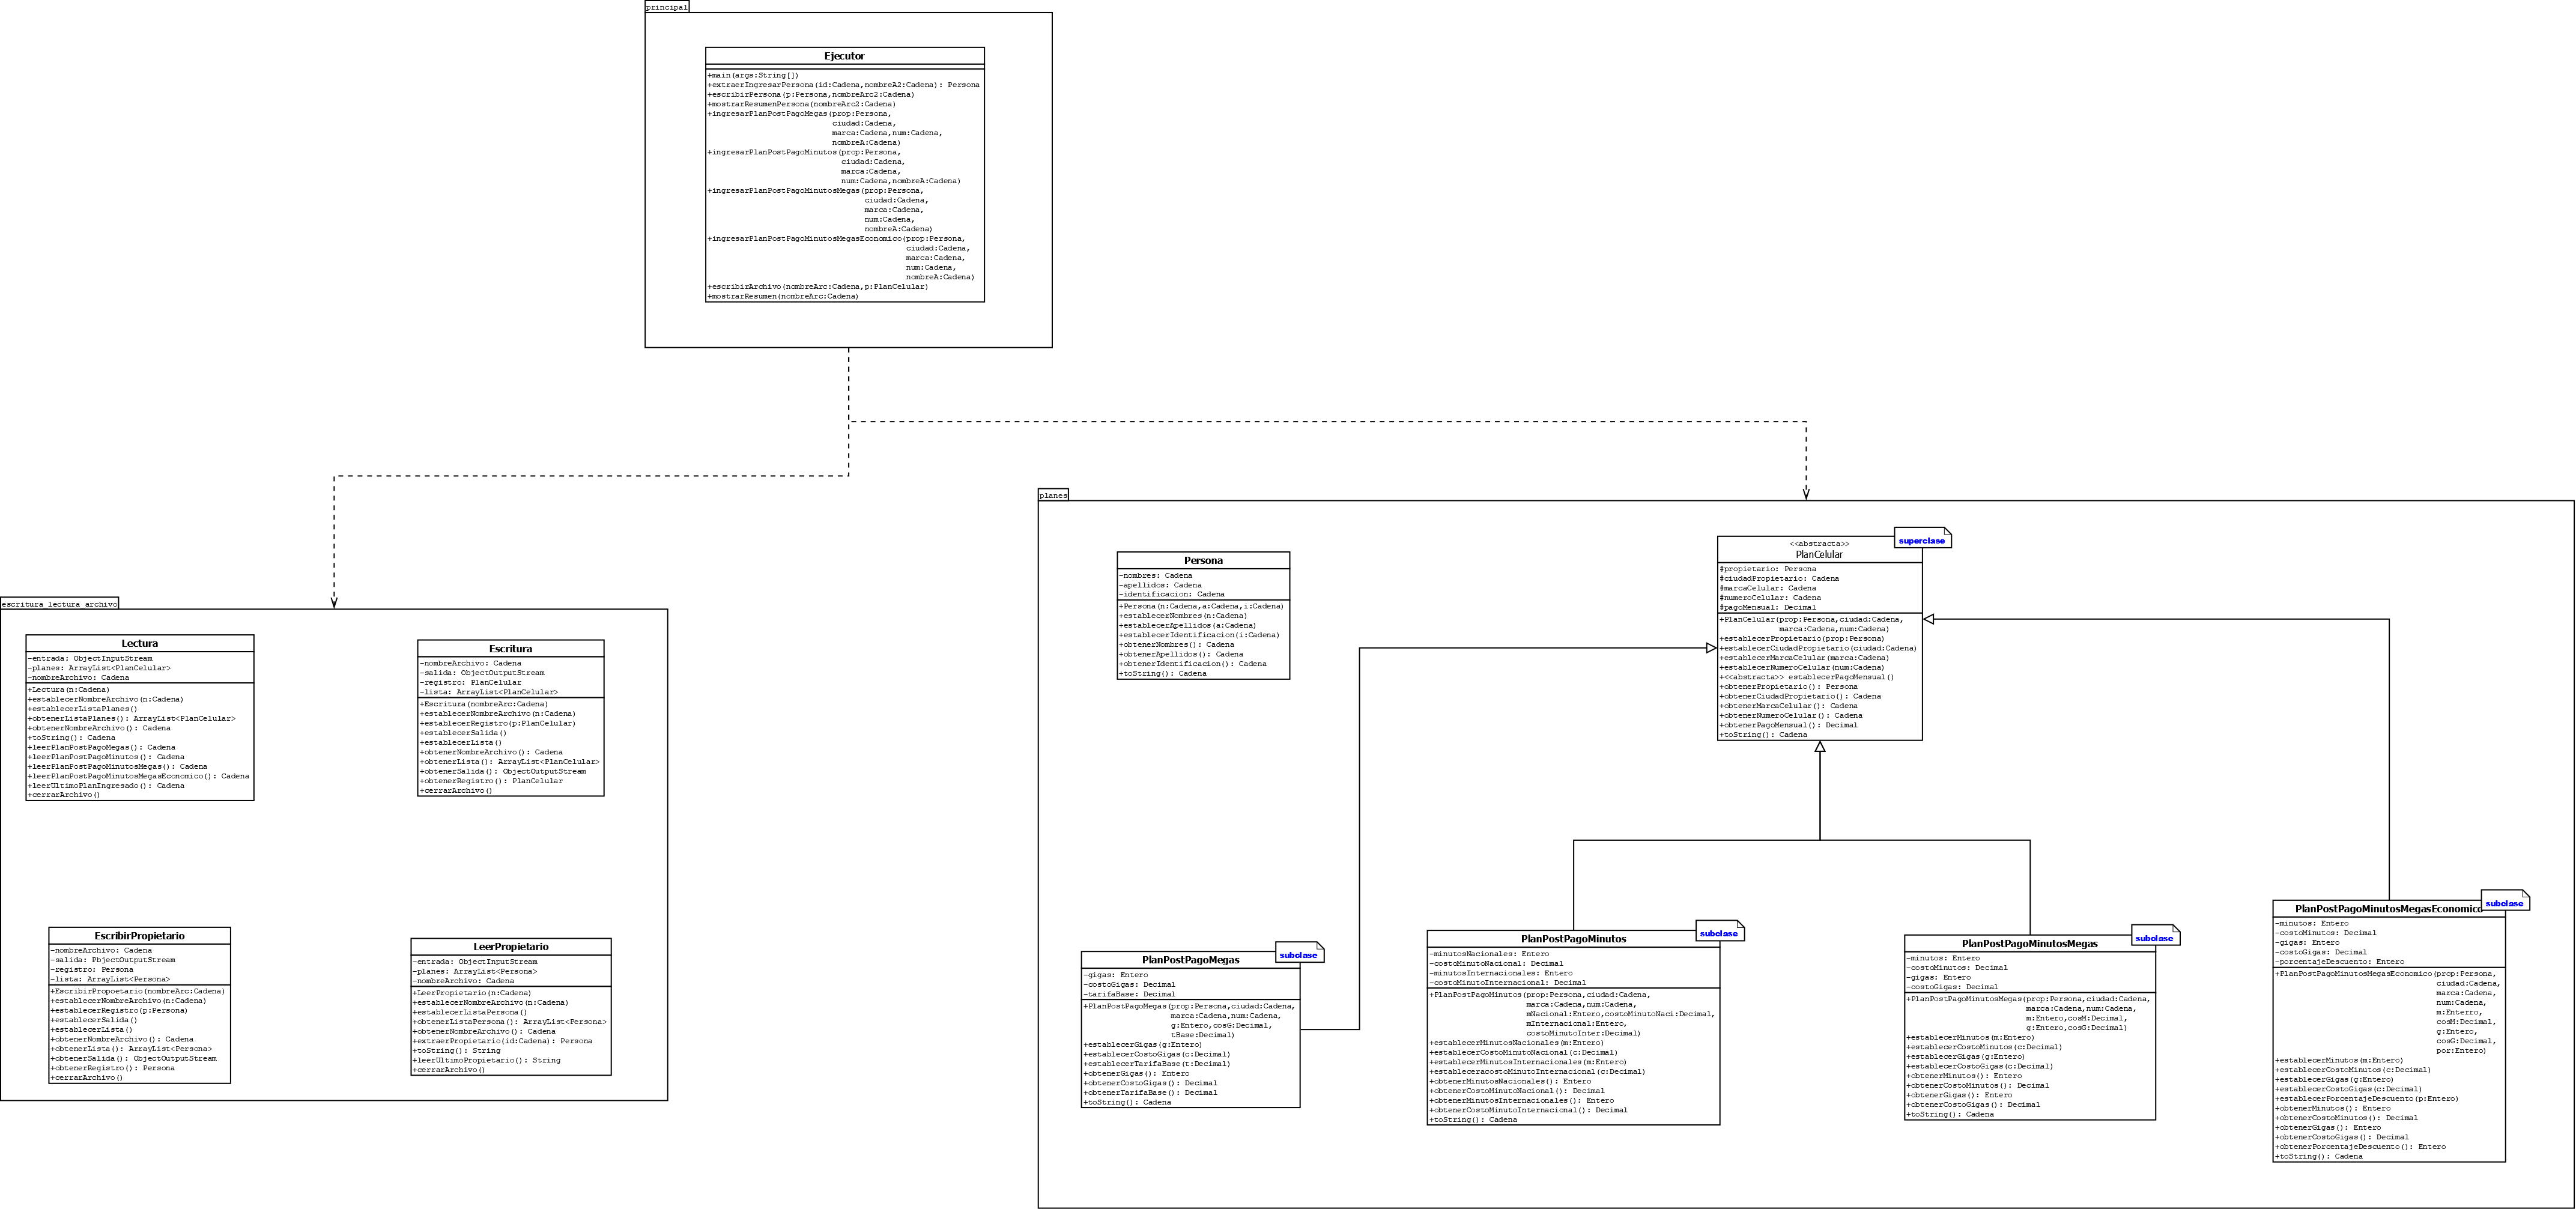 principal
Ejecutor
+main(args:String[])
+extraerIngresarPersona(id:Cadena,nombreA2:Cadena): Persona
+escribirPersona(p:Persona,nombreArc2:Cadena)
+mostrarResumenPersona(nombreArc2:Cadena)
+ingresarPlanPostPagoMegas(prop:Persona,
ciudad:Cadena,
marca:Cadena,num:Cadena,
nombreA:Cadena)
+ingresarPlanPostPagoMinutos(prop:Persona,
ciudad:Cadena,
marca:Cadena,
num:Cadena,nombreA:Cadena)
+ingresarPlanPostPagoMinutosMegas(prop:Persona,
ciudad:Cadena,
marca:Cadena,
num:Cadena,
nombreA:Cadena)
+ingresarPlanPostPagoMinutosMegasEconomico(prop:Persona,
ciudad:Cadena,
marca:Cadena,
num:Cadena,
nombreA:Cadena)
+escribirArchivo(nombreArc:Cadena,p:PlanCelular)
+mostrarResumen(nombreArc:Cadena)
escritura_lectura_archivo
Lectura
-entrada: ObjectInputStream
-planes: ArrayList<PlanCelular>
-nombreArchivo: Cadena
+Lectura(n:Cadena)
+establecerNombreArchivo(n:Cadena)
+establecerListaPlanes()
+obtenerListaPlanes(): ArrayList<PlanCelular>
+obtenerNombreArchivo(): Cadena
+toString(): Cadena
+leerPlanPostPagoMegas(): Cadena
+leerPlanPostPagoMinutos(): Cadena
+leerPlanPostPagoMinutosMegas(): Cadena
+leerPlanPostPagoMinutosMegasEconomico(): Cadena
+leerUltimoPlanIngresado(): Cadena
+cerrarArchivo()
Escritura
-nombreArchivo: Cadena
-salida: ObjectOutputStream
-registro: PlanCelular
-lista: ArrayList<PlanCelular>
+Escritura(nombreArc:Cadena)
+establecerNombreArchivo(n:Cadena)
+establecerRegistro(p:PlanCelular)
+establecerSalida()
+establecerLista()
+obtenerNombreArchivo(): Cadena
+obtenerLista(): ArrayList<PlanCelular>
+obtenerSalida(): ObjectOutputStream
+obtenerRegistro(): PlanCelular
+cerrarArchivo()
EscribirPropietario
-nombreArchivo: Cadena
-salida: PbjectOutputStream
-registro: Persona
-lista: ArrayList<Persona>
+EscribirPropoetario(nombreArc:Cadena)
+establecerNombreArchivo(n:Cadena)
+establecerRegistro(p:Persona)
+establecerSalida()
+establecerLista()
+obtenerNombreArchivo(): Cadena
+obtenerLista(): ArrayList<Persona>
+obtenerSalida(): ObjectOutputStream
+obtenerRegistro(): Persona
+cerrarArchivo()
LeerPropietario
-entrada: ObjectInputStream
-planes: ArrayList<Persona>
-nombreArchivo: Cadena
+LeerPropietario(n:Cadena)
+establecerNombreArchivo(n:Cadena)
+establecerListaPersona()
+obtenerListaPersona(): ArrayList<Persona>
+obtenerNombreArchivo(): Cadena
+extraerPropietario(id:Cadena): Persona
+toString(): String
+leerUltimoPropietario(): String
+cerrarArchivo()
planes
Persona
-nombres: Cadena
-apellidos: Cadena
-identificacion: Cadena
+Persona(n:Cadena,a:Cadena,i:Cadena)
+establecerNombres(n:Cadena)
+establecerApellidos(a:Cadena)
+establecerIdentificacion(i:Cadena)
+obtenerNombres(): Cadena
+obtenerApellidos(): Cadena
+obtenerIdentificacion(): Cadena
+toString(): Cadena
superclase
<<abstracta>>
PlanCelular
#propietario: Persona
#ciudadPropietario: Cadena
#marcaCelular: Cadena
#numeroCelular: Cadena
#pagoMensual: Decimal
+PlanCelular(prop:Persona,ciudad:Cadena,
marca:Cadena,num:Cadena)
+establecerPropietario(prop:Persona)
+establecerCiudadPropietario(ciudad:Cadena)
+establecerMarcaCelular(marca:Cadena)
+establecerNumeroCelular(num:Cadena)
+<<abstracta>> establecerPagoMensual()
+obtenerPropietario(): Persona
+obtenerCiudadPropietario(): Cadena
+obtenerMarcaCelular(): Cadena
+obtenerNumeroCelular(): Cadena
+obtenerPagoMensual(): Decimal
+toString(): Cadena
subclase
PlanPostPagoMegas
-gigas: Entero
-costoGigas: Decimal
-tarifaBase: Decimal
+PlanPostPagoMegas(prop:Persona,ciudad:Cadena,
marca:Cadena,num:Cadena,
g:Entero,cosG:Decimal,
tBase:Decimal)
+establecerGigas(g:Entero)
+establecerCostoGigas(c:Decimal)
+establecerTarifaBase(t:Decimal)
+obtenerGigas(): Entero
+obtenerCostoGigas(): Decimal
+obtenerTarifaBase(): Decimal
+toString(): Cadena
subclase
PlanPostPagoMinutos
-minutosNacionales: Entero
-costoMinutoNacional: Decimal
-minutosInternacionales: Entero
-costoMinutoInternacional: Decimal
+PlanPostPagoMinutos(prop:Persona,ciudad:Cadena,
marca:Cadena,num:Cadena,
mNacional:Entero,costoMinutoNaci:Decimal,
mInternacional:Entero,
costoMinutoInter:Decimal)
+establecerMinutosNacionales(m:Entero)
+establecerCostoMinutoNacional(c:Decimal)
+establecerMinutosInternacionales(m:Entero)
+estableceracostoMinutoInternacional(c:Decimal)
+obtenerMinutosNacionales(): Entero
+obtenerCostoMinutoNacional(): Decimal
+obtenerMinutosInternacionales(): Entero
+obtenerCostoMinutoInternacional(): Decimal
+toString(): Cadena
subclase
PlanPostPagoMinutosMegas
-minutos: Entero
-costoMinutos: Decimal
-gigas: Entero
-costoGigas: Decimal
+PlanPostPagoMinutosMegas(prop:Persona,ciudad:Cadena,
marca:Cadena,num:Cadena,
m:Entero,cosM:Decimal,
g:Entero,cosG:Decimal)
+establecerMinutos(m:Entero)
+establecerCostoMinutos(c:Decimal)
+establecerGigas(g:Entero)
+establecerCostoGigas(c:Decimal)
+obtenerMinutos(): Entero
+obtenerCostoMinutos(): Decimal
+obtenerGigas(): Entero
+obtenerCostoGigas(): Decimal
+toString(): Cadena
subclase
PlanPostPagoMinutosMegasEconomico
-minutos: Entero
-costoMinutos: Decimal
-gigas: Entero
-costoGigas: Decimal
-porcentajeDescuento: Entero
+PlanPostPagoMinutosMegasEconomico(prop:Persona,
ciudad:Cadena,
marca:Cadena,
num:Cadena,
m:Enterro,
cosM:Decimal,
g:Entero,
cosG:Decimal,
por:Entero)
+establecerMinutos(m:Entero)
+establecerCostoMinutos(c:Decimal)
+establecerGigas(g:Entero)
+establecerCostoGigas(c:Decimal)
+establecerPorcentajeDescuento(p:Entero)
+obtenerMinutos(): Entero
+obtenerCostoMinutos(): Decimal
+obtenerGigas(): Entero
+obtenerCostoGigas(): Decimal
+obtenerPorcentajeDescuento(): Entero
+toString(): Cadena